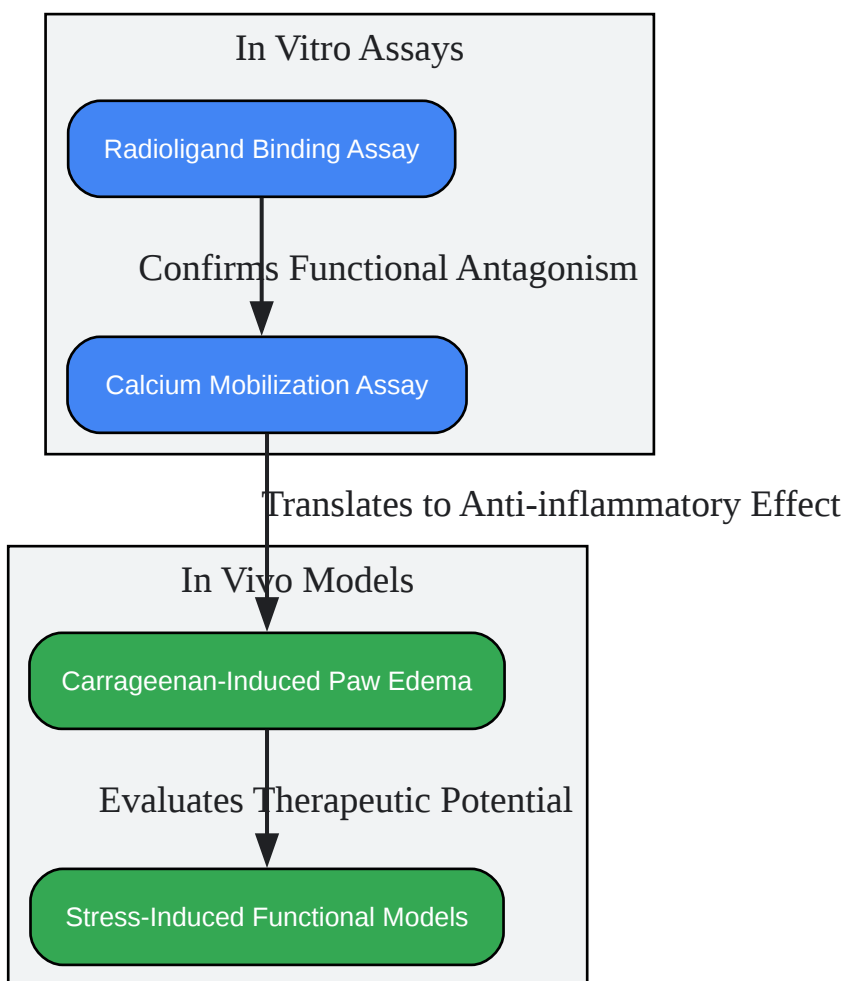 In Vitro Assays
Radioligand Binding Assay
Confirms Functional Antagonism
Calcium Mobilization Assay
Translates to Anti-inflammatory Effect
In Vivo Models
Carrageenan-Induced Paw Edema
Evaluates Therapeutic Potential
Stress-Induced Functional Models